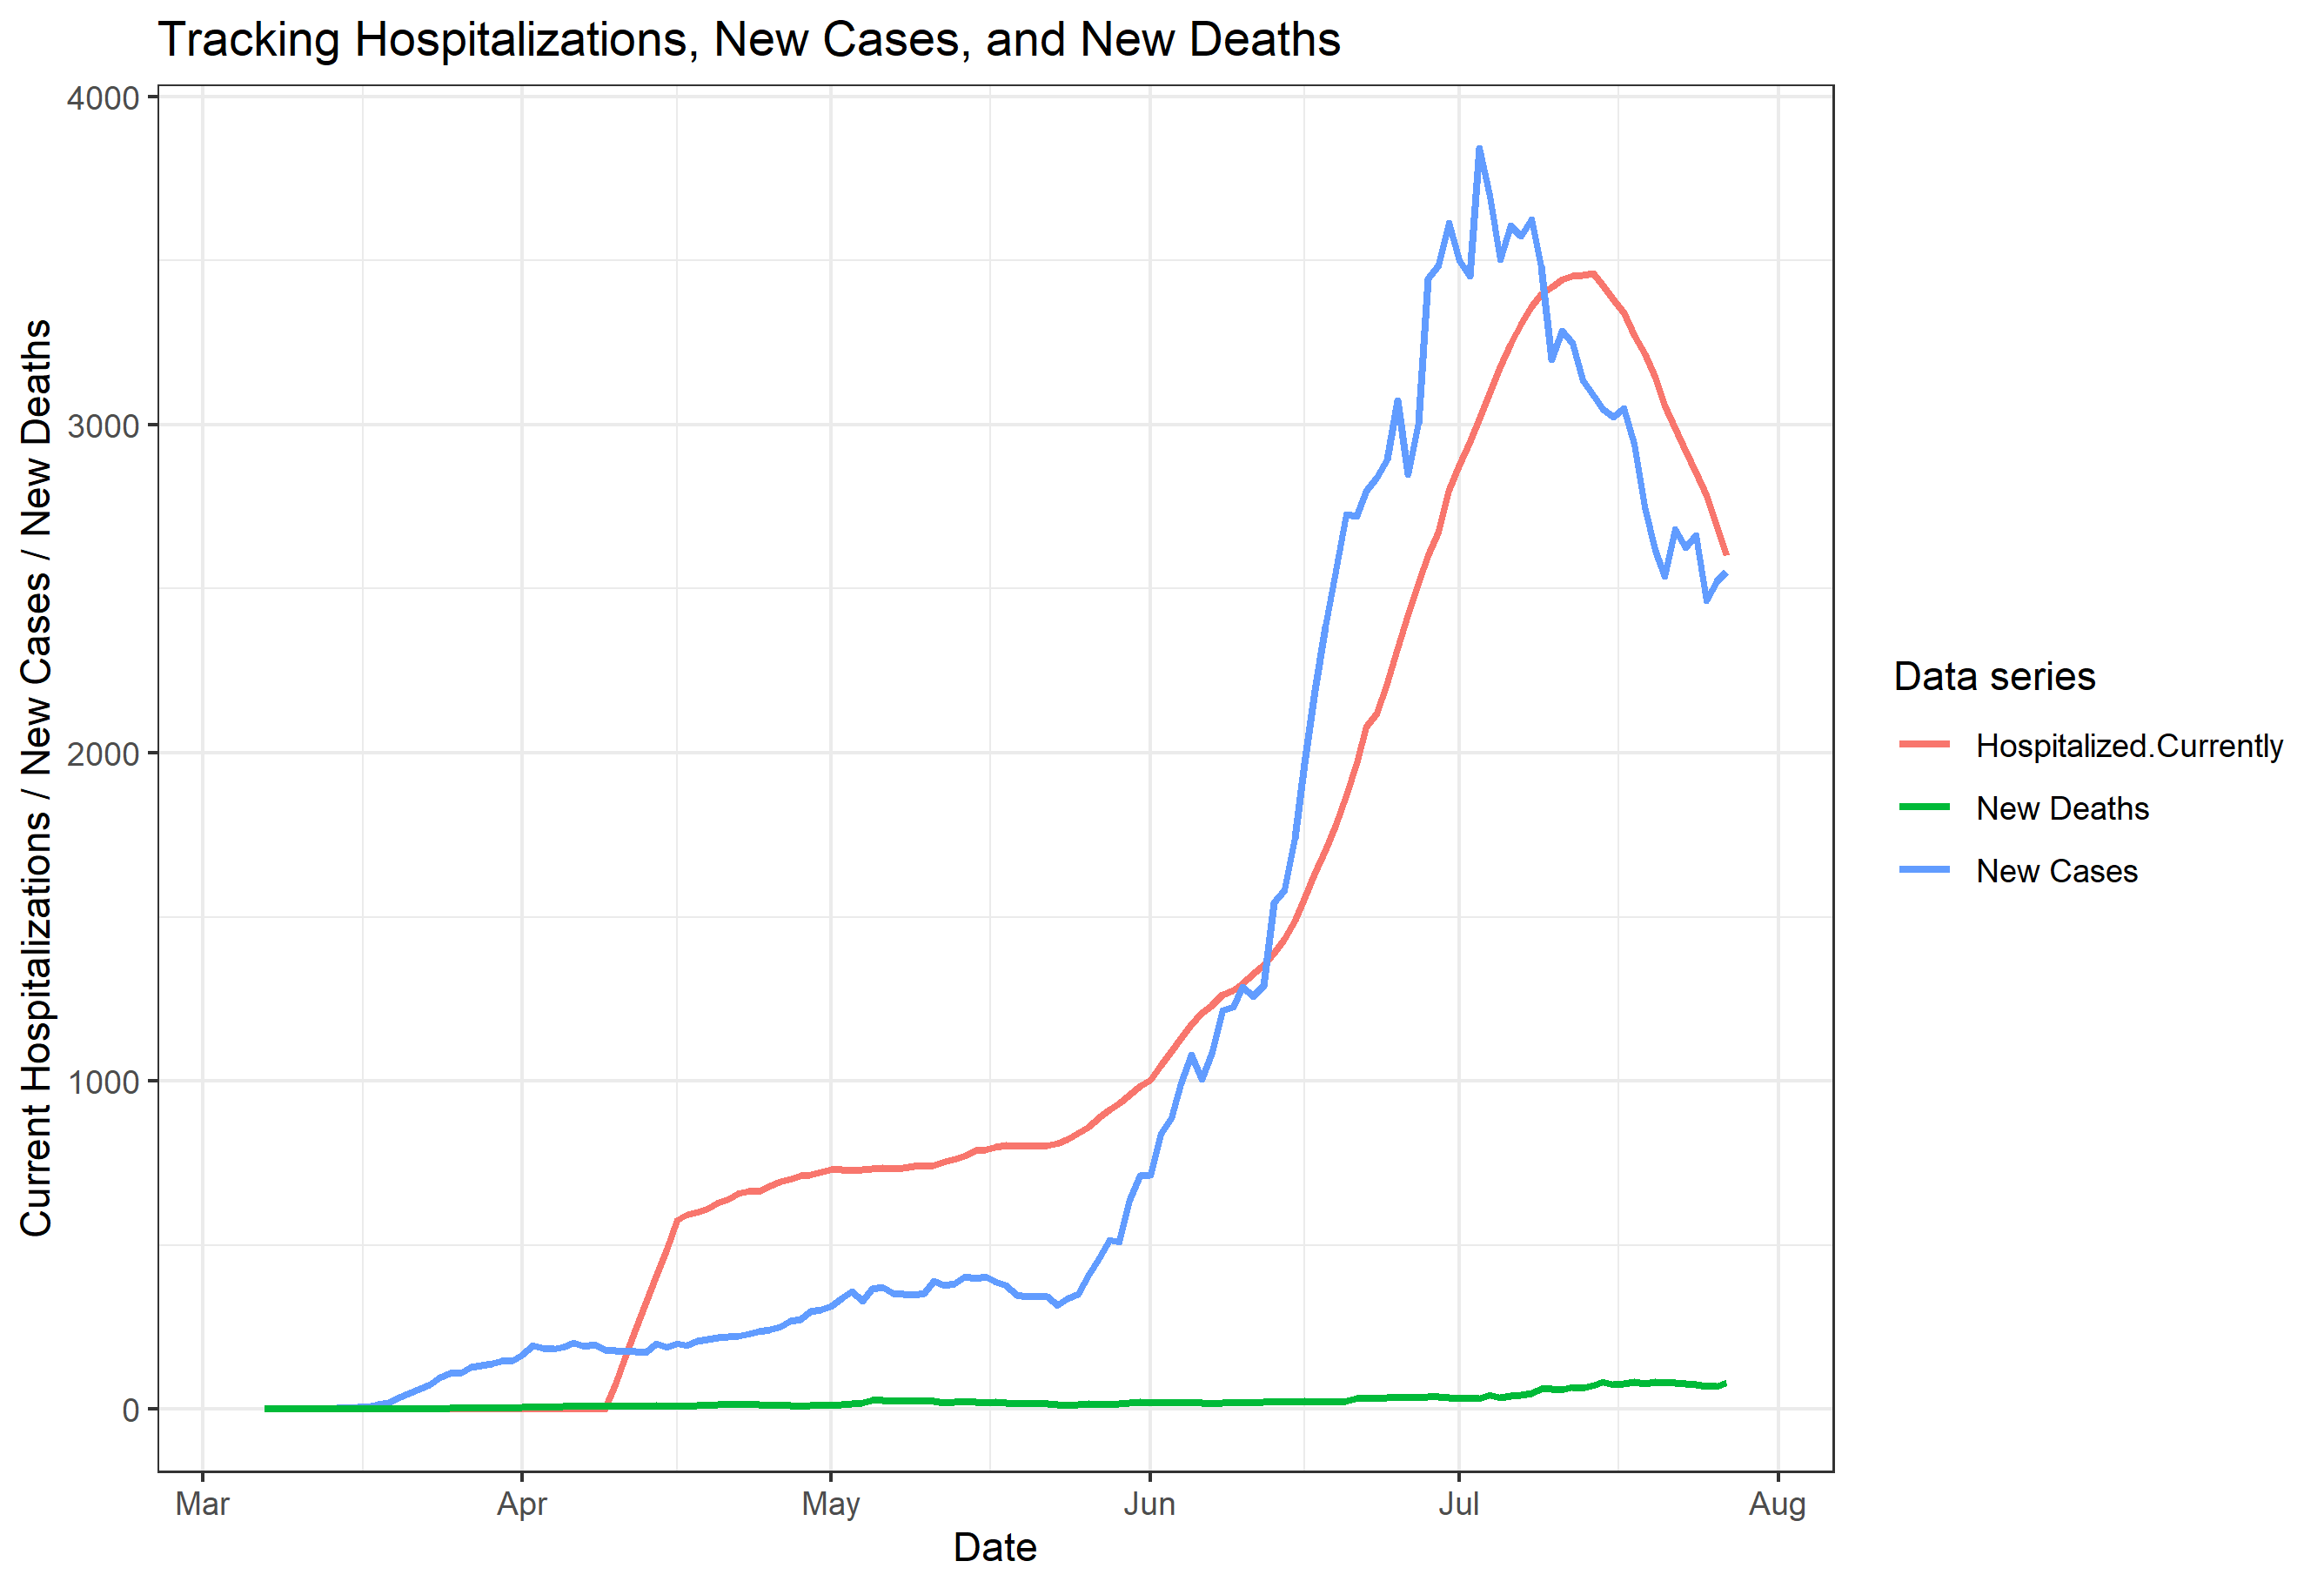 Tracking Hospitalizations, New Cases, and New Deaths
Current Hospitalizations / New Cases / New Deaths
4000
3000
2000
1000
0
Mar Apr May Jun Jul Aug
Date
Data series
Hospitalized.Currently
New Deaths
New Cases